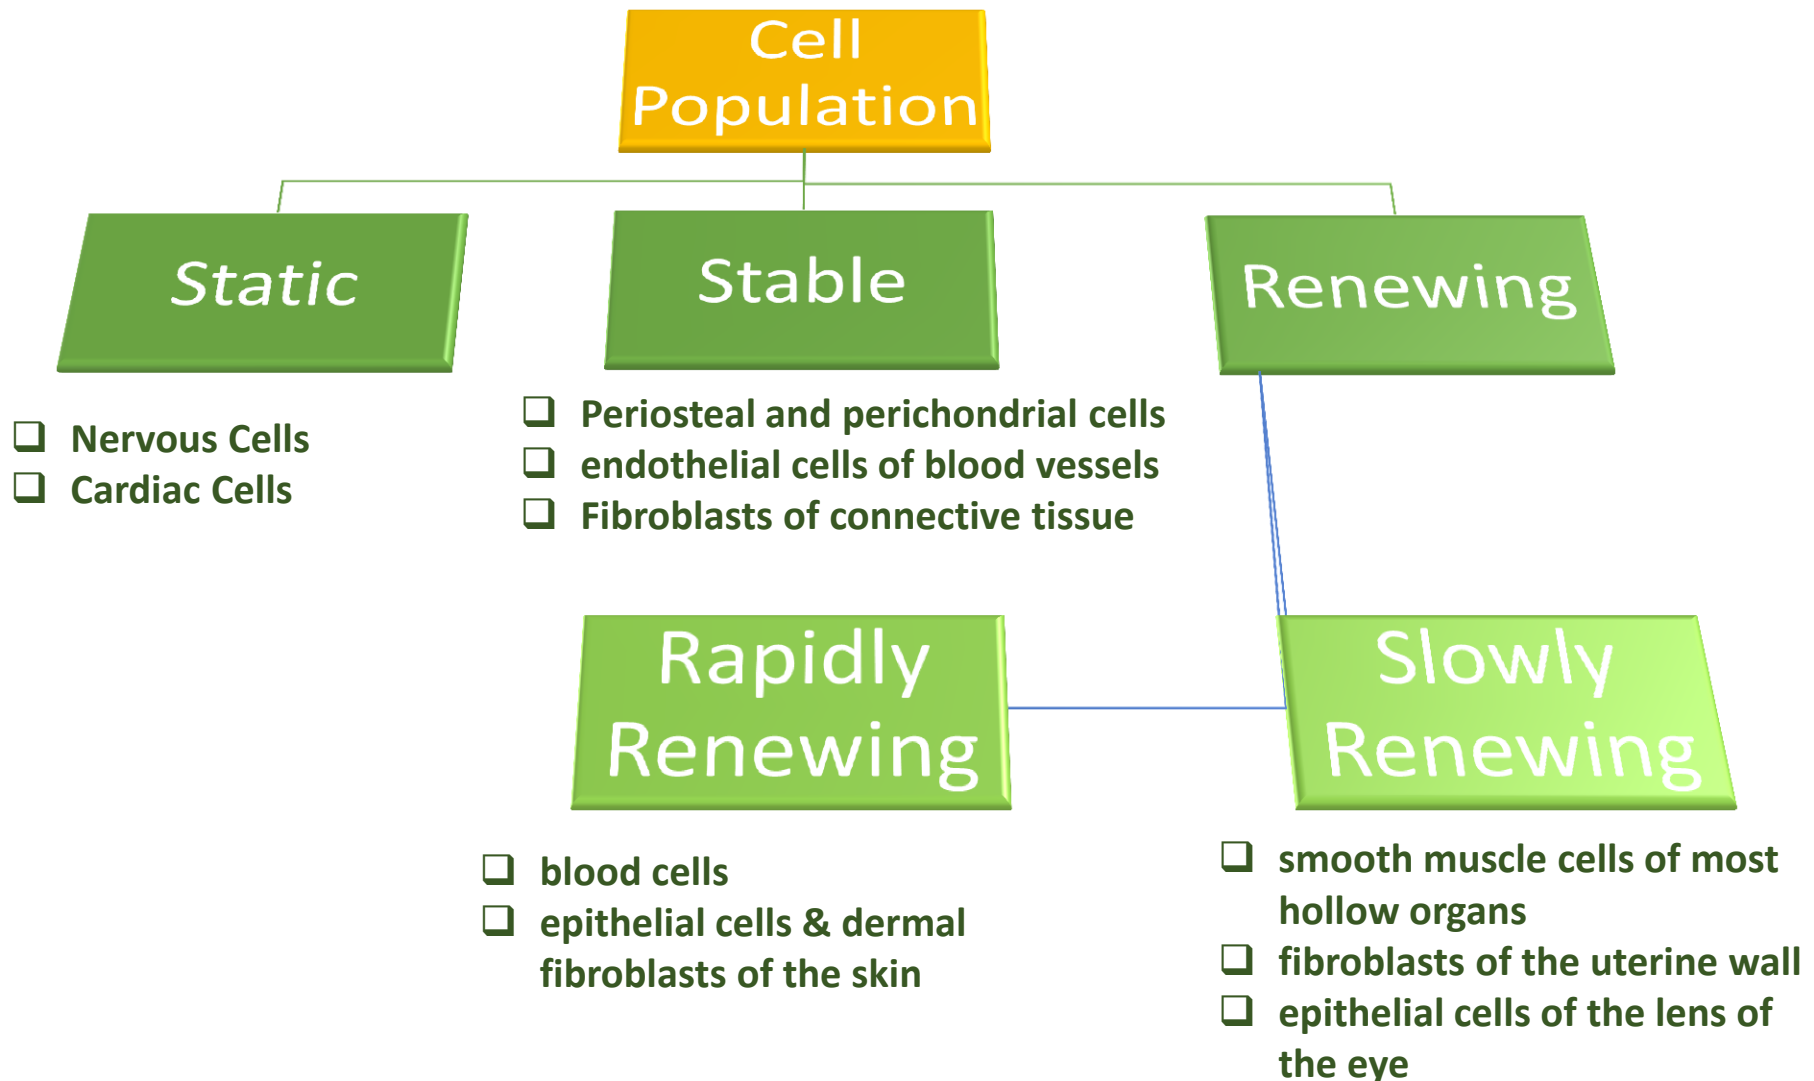 Cell
Population
Static
Stable
Renewing
❑ Nervous Cells
❑ Cardiac Cells
❑ Periosteal and perichondrial cells
❑ endothelial cells of blood vessels
❑ Fibroblasts of connective tissue
Rapidly
Renewing
Slowly
Renewing
❑ blood cells
❑ epithelial cells & dermal
fibroblasts of the skin
❑ smooth muscle cells of most
hollow organs
❑ fibroblasts of the uterine wall
❑ epithelial cells of the lens of
the eye